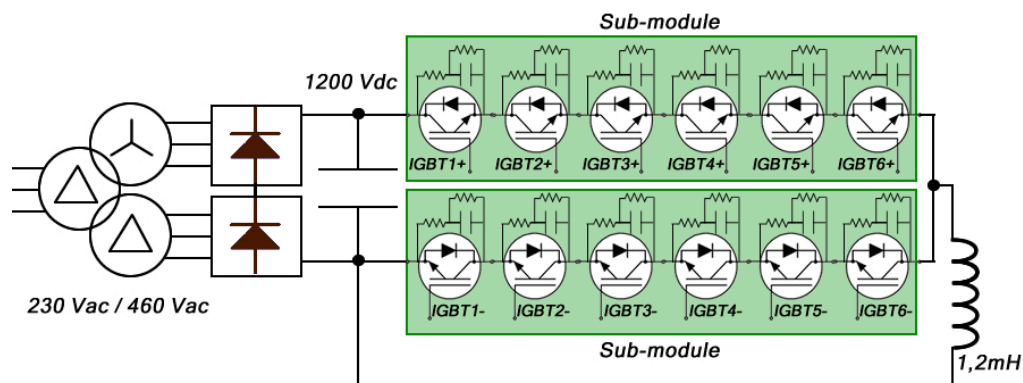 Sub-module
1200 Vdc
IGBT1+ IGBT2+ IGBT3+ IGBT4+ IGBT5+ IGBT6+
230 Vac / 460 Vac
IGBT1- IGBT2- IGBT3- IGBT4- IGBT5- IGBT6-
Sub-module
1,2mH